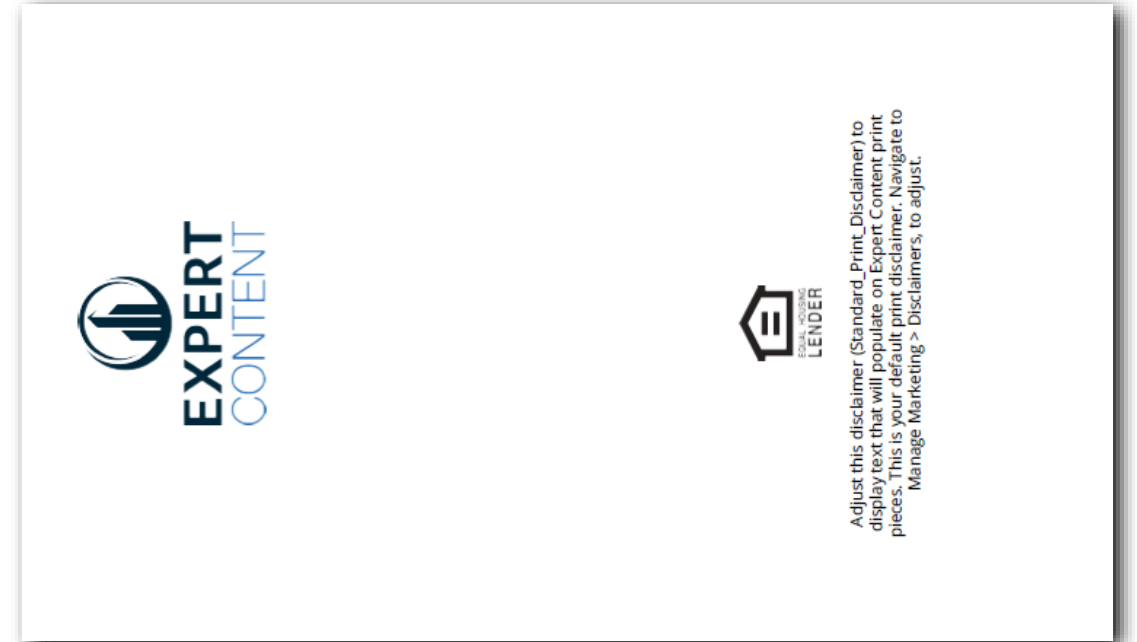 EXPERT
CONTENT
EQUAL HOUSING
LENDER
Adjust this disclaimer (Standard_Print_Disclaimer) to
display text that will populate on Expert Content print
pieces. This is your default print disclaimer. Navigate to
Manage Marketing > Disclaimers, to adjust.